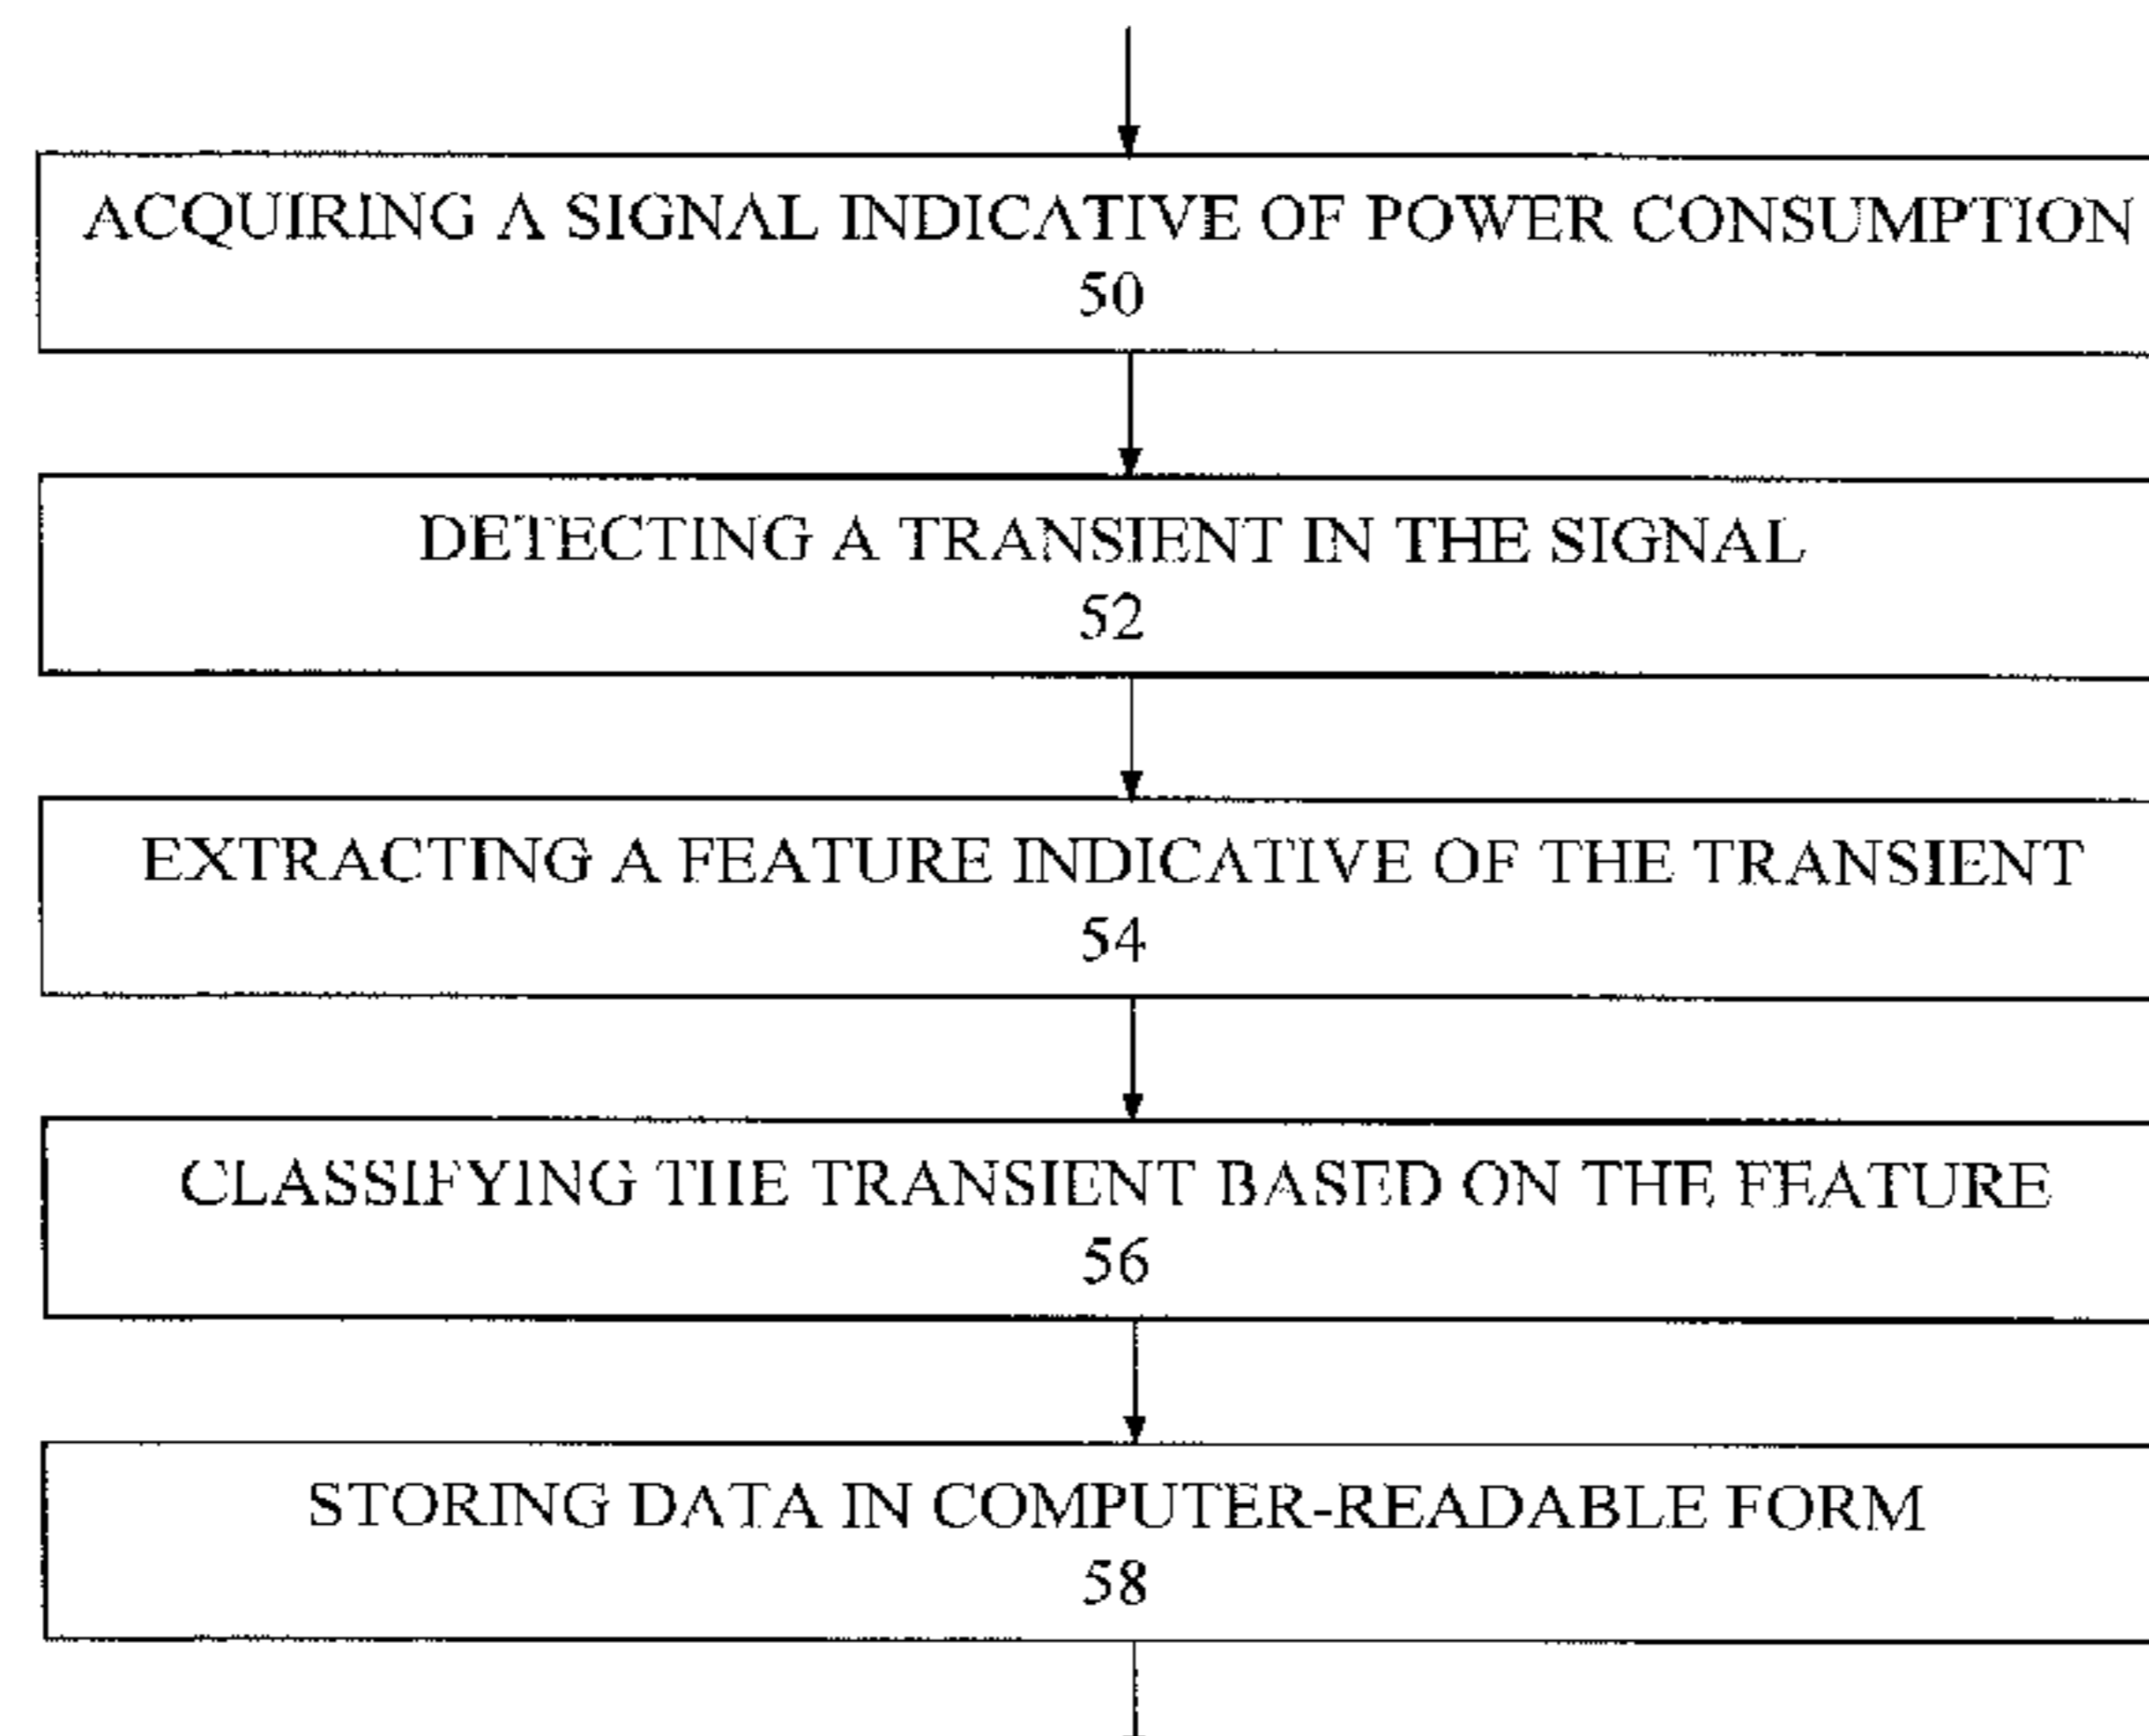 ACQUIRING A SIGNAL INDICATIVE OF POWER CONSUMPTION
50
DETECTING A TRANSIENT IN THE SIGNAL
52
EXTRACTING A FEATURE INDICATIVE OF THE TRANSIENT
54
CLASSIFYING THE TRANSIENT BASED ON THE FEATURE
56
STORING DATA IN COMPUTER-READABLE FORM
58